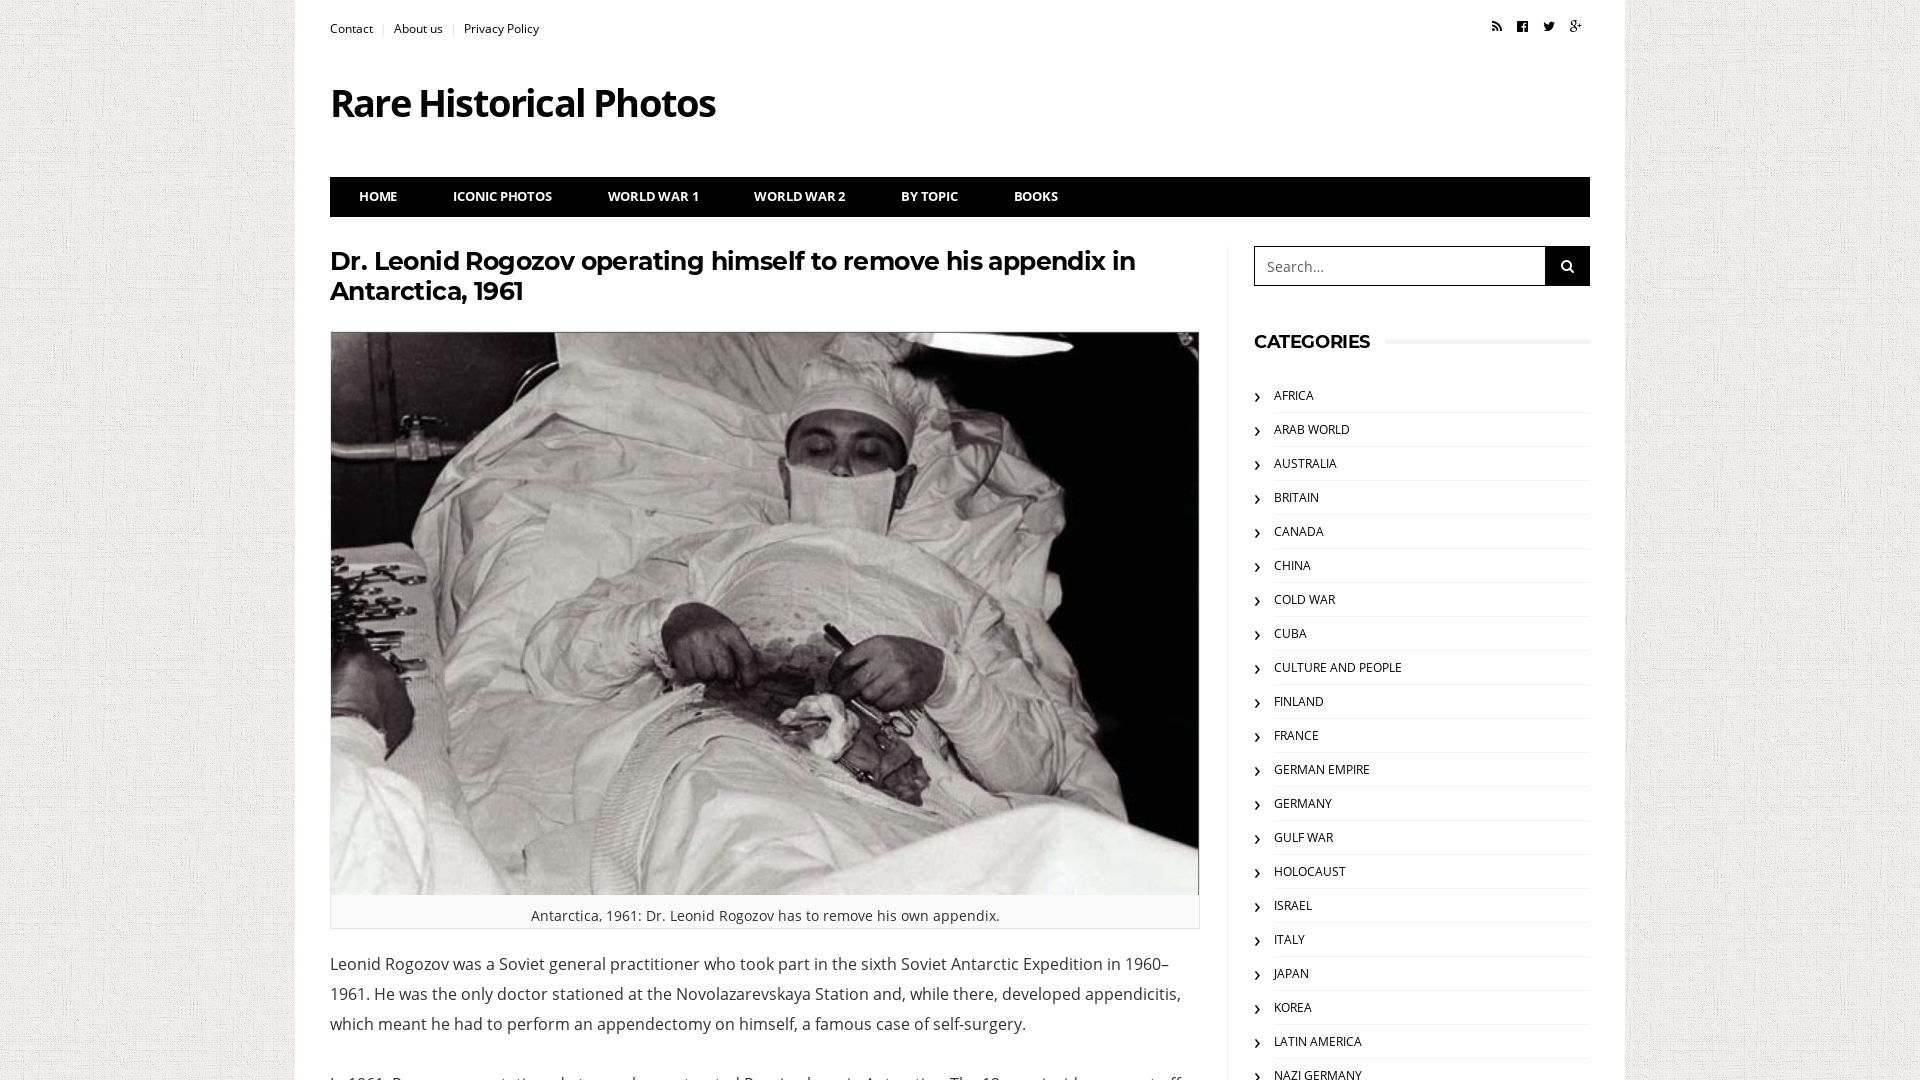 Contact
About us
Privacy Policy
Rare Historical Photos
HOME
ICONIC PHOTOS
WORLD WAR 1
WORLD WAR 2
BY TOPIC
BOOKS
Dr. Leonid Rogozov operating himself to remove his appendix in
Antarctica, 1961
Antarctica, 1961: Dr. Leonid Rogozov has to remove his own appendix.
Leonid Rogozov was a Soviet general practitioner who took part in the sixth Soviet Antarctic Expedition in 1960–
1961. He was the only doctor stationed at the Novolazarevskaya Station and, while there, developed appendicitis,
which meant he had to perform an appendectomy on himself, a famous case of self-surgery.
Search...
CATEGORIES
AFRICA
ARAB WORLD
AUSTRALIA
BRITAIN
CANADA
CHINA
COLD WAR
CUBA
CULTURE AND PEOPLE
FINLAND
FRANCE
GERMAN EMPIRE
GERMANY
GULF WAR
HOLOCAUST
ISRAEL
ITALY
JAPAN
KOREA
LATIN AMERICA
NAZI GERMANY